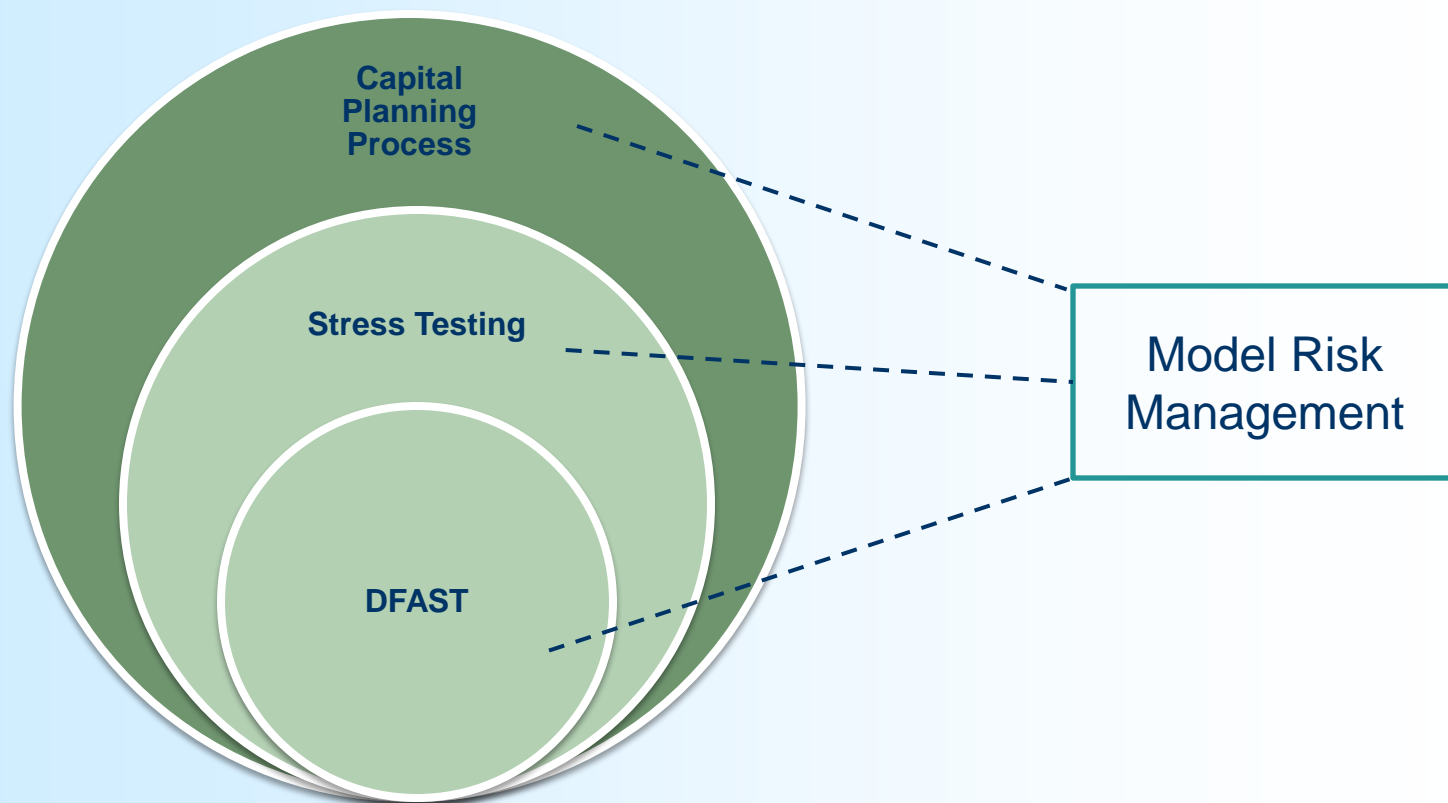 Capital
Planning
Process
Stress Testing
DFAST
Model Risk
Management